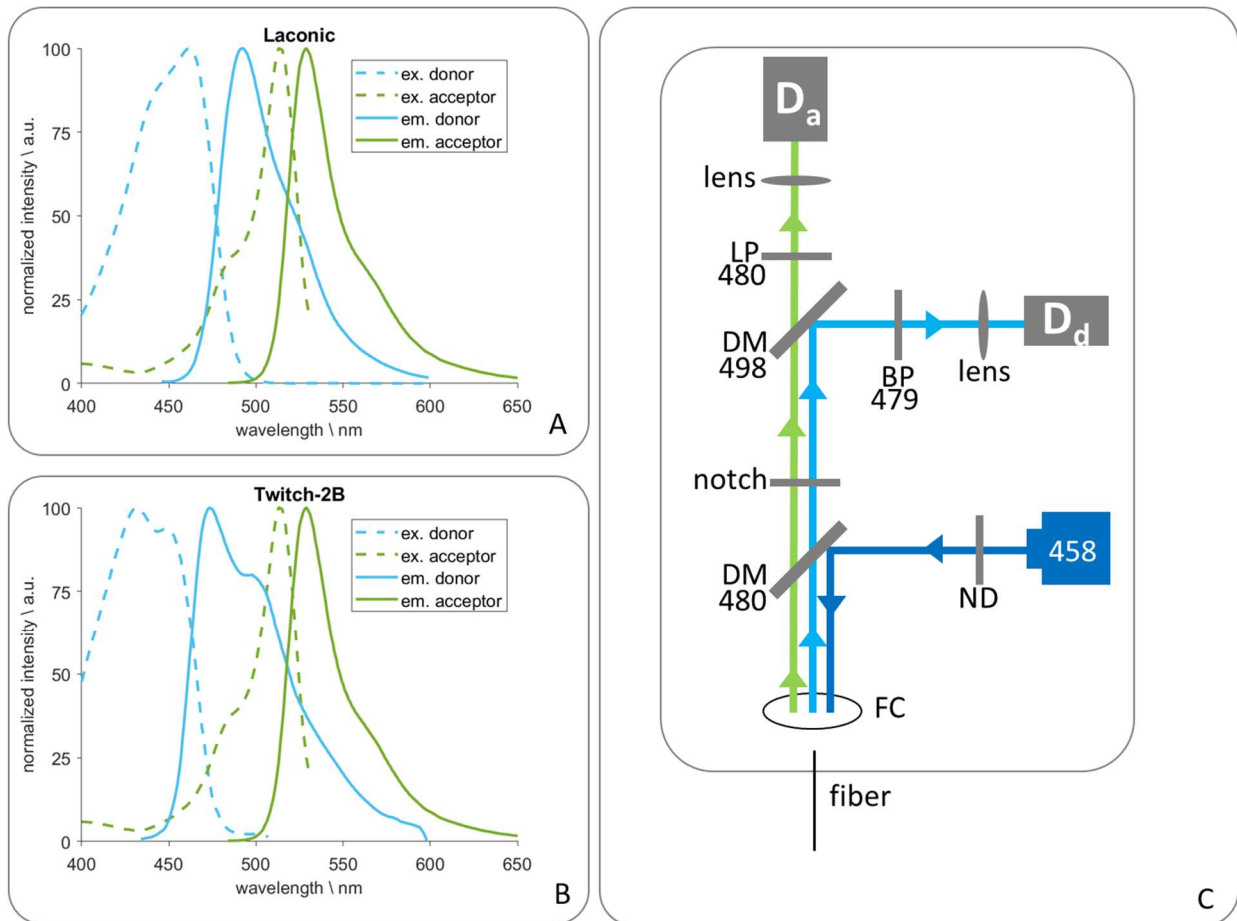 Laconic
100
75
50
25
0
normalized intensity \ a.u.
ex. donor
ex. acceptor
em. donor
em. acceptor
400 450 500 550 600 650
wavelength \ nm
A
Twitch-2B
100
75
50
25
0
normalized intensity \ a.u.
ex. donor
ex. acceptor
em. donor
em. acceptor
400 450 500 550 600 650
wavelength \ nm
B
Da
lens
LP
480
DM
498
BP
479
lens
Dd
notch
DM
480
ND
458
FC
fiber
C